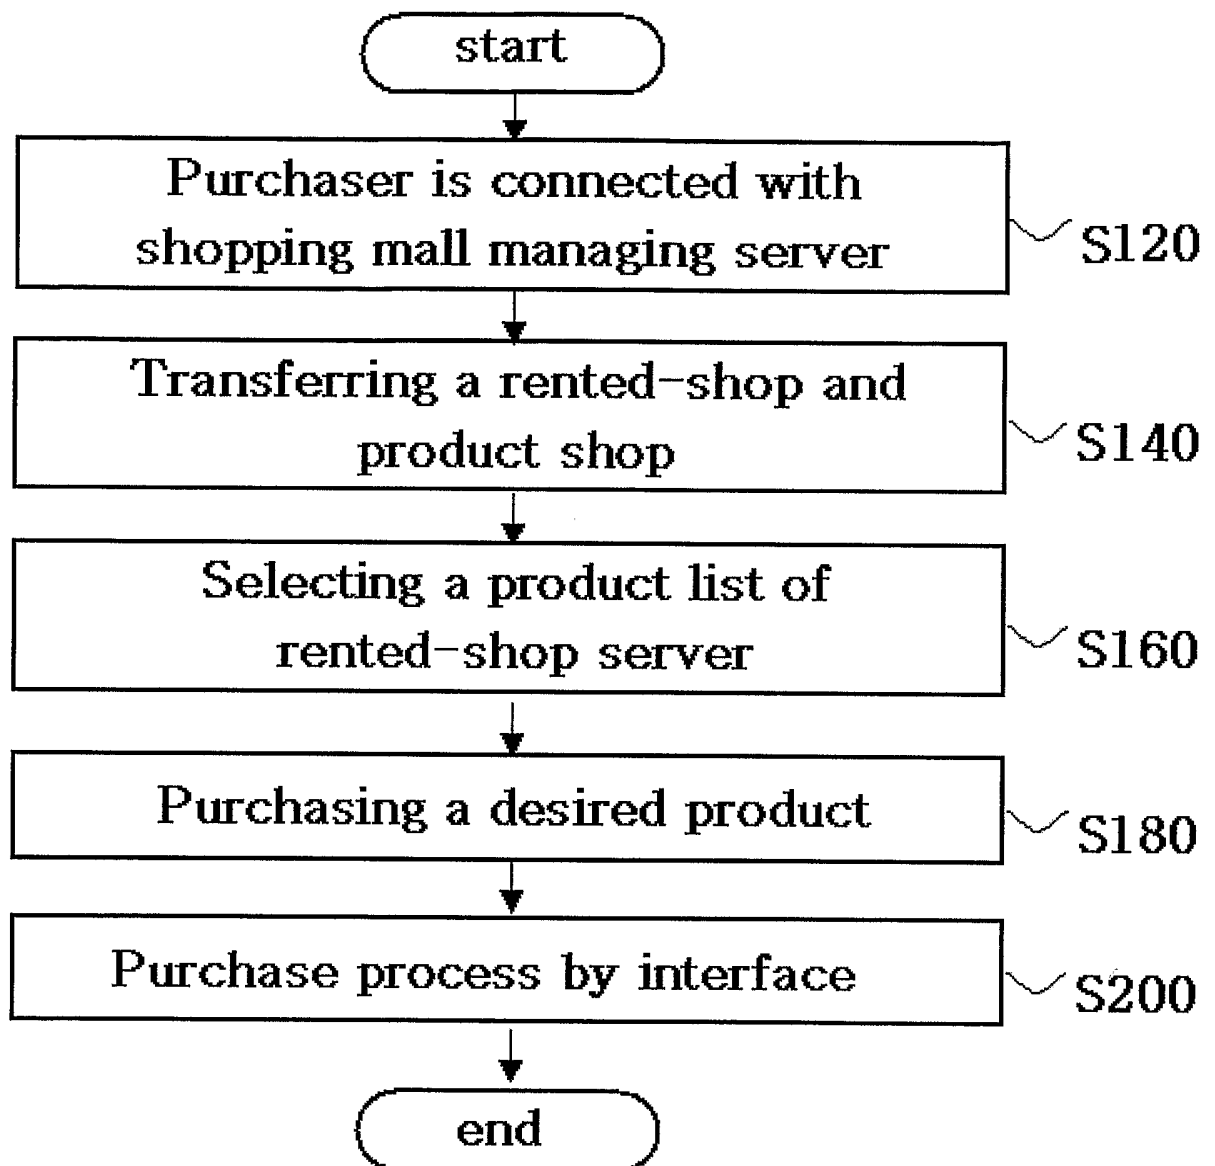 start
Purchaser is connected with
shopping mall managing server
S120
Transferring a rented-shop and
product shop
S140
Selecting a product list of
rented-shop server
S160
Purchasing a desired product
S180
Purchase process by interface
S200
end